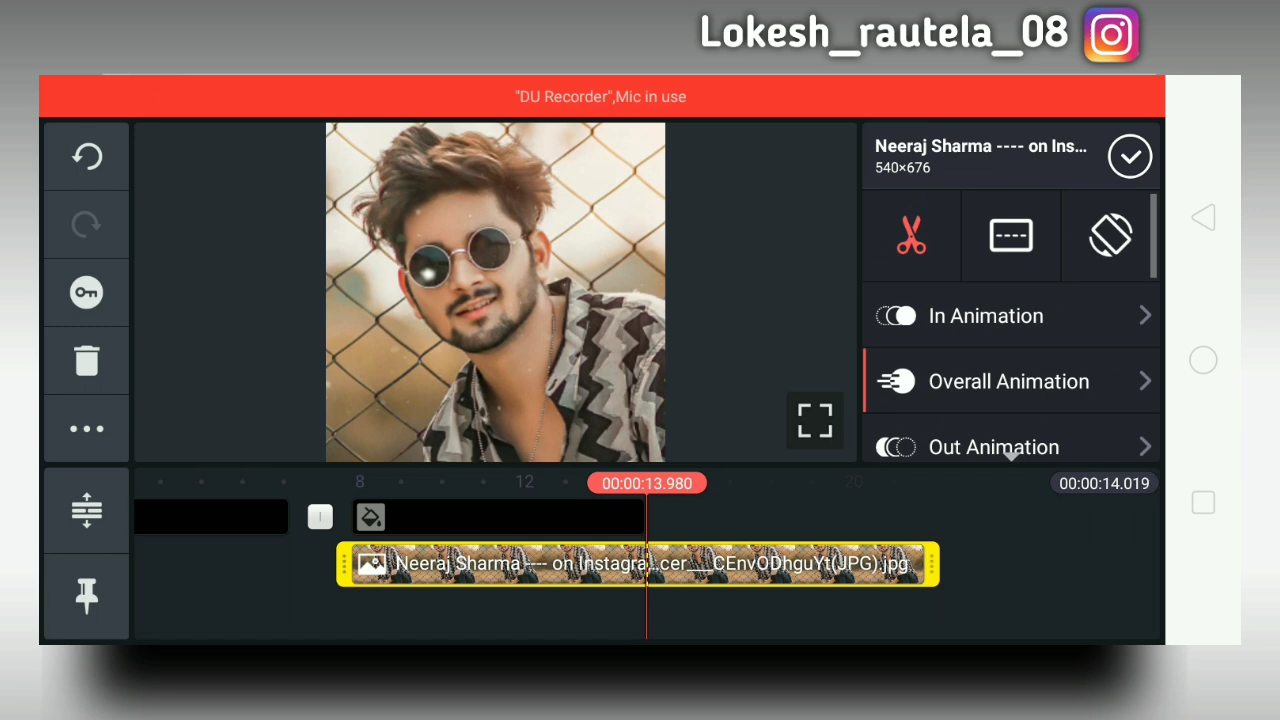 Lokesh_rautela_08
"DU Recorder",Mic in use
Neeraj Sharma ---- on Ins...
540×676
In Animation
Overall Animation
Out Animation
8
12
00:00:13.980
20
00:00:14.019
Neeraj Sharma ---- on Instagra...cer___CEnvODhguYt(JPG).jpg